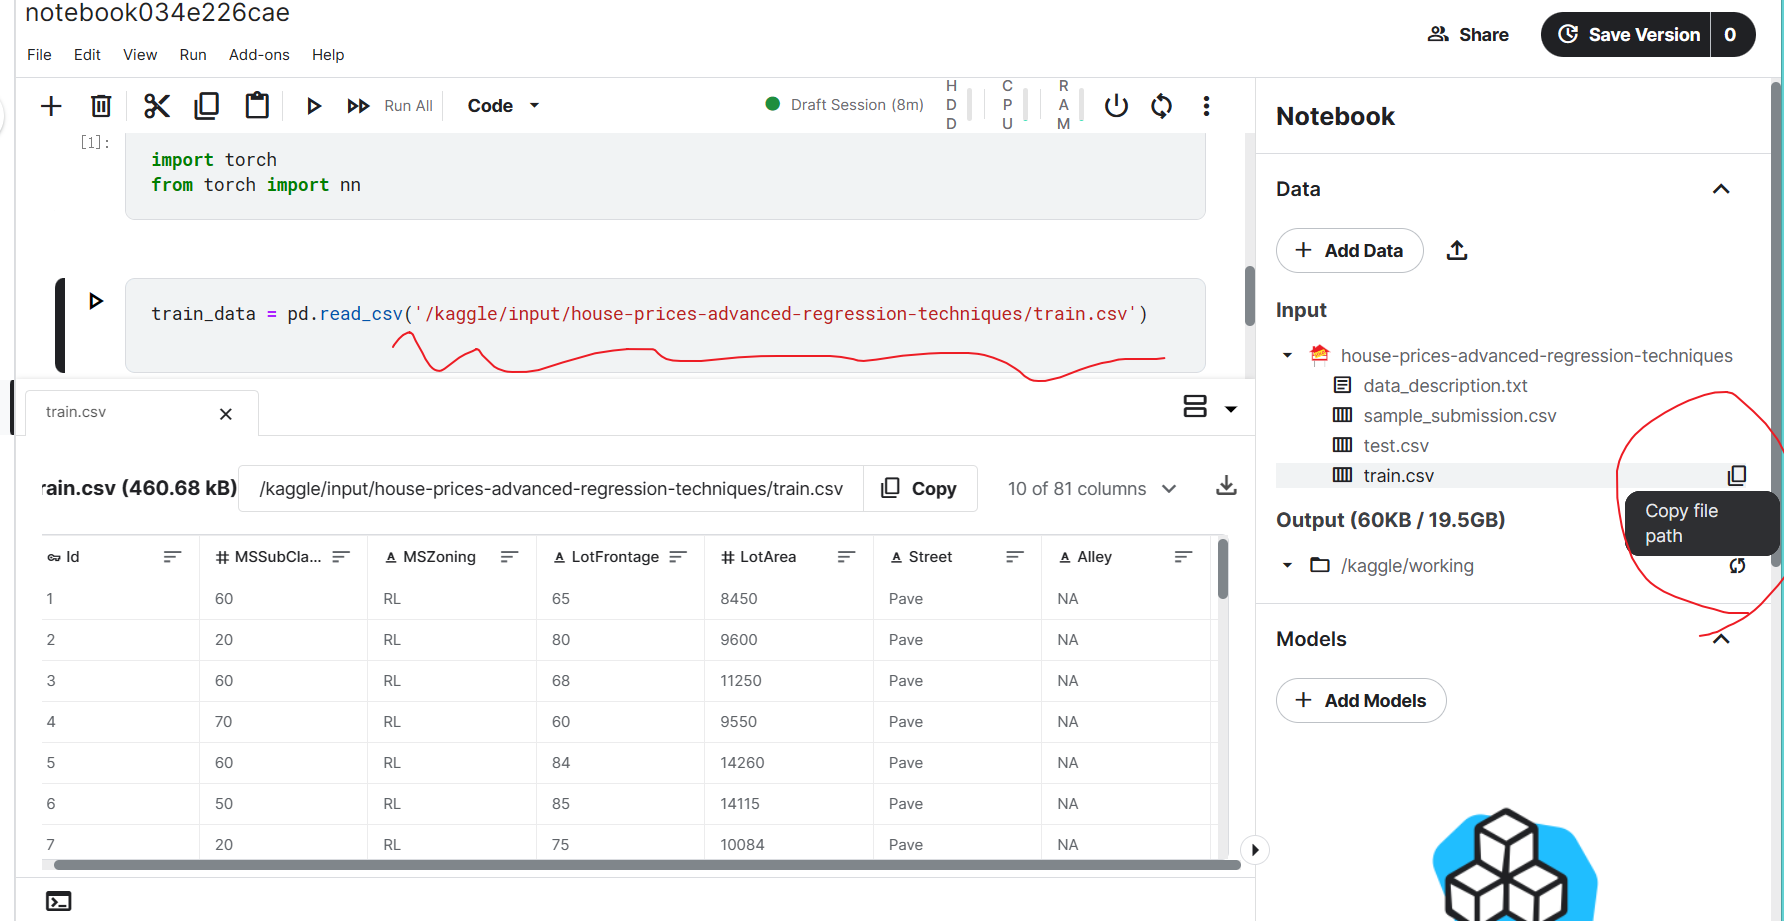 notebook034e226cae
File Edit View Run Add-ons Help
Share
Save Version 0
Run All Code
Draft Session (8m)
HDD
CPU
RAM
[1]:
import torch
from torch import nn
train_data = pd.read_csv('/kaggle/input/house-prices-advanced-regression-techniques/train.csv')
train.csv
rain.csv (460.68 kB) /kaggle/input/house-prices-advanced-regression-techniques/train.csv Copy 10 of 81 columns
Id # MSSubCla... A MSZoning A LotFrontage # LotArea A Street A Alley
1 60 RL 65 8450 Pave NA
2 20 RL 80 9600 Pave NA
3 60 RL 68 11250 Pave NA
4 70 RL 60 9550 Pave NA
5 60 RL 84 14260 Pave NA
6 50 RL 85 14115 Pave NA
7 20 RL 75 10084 Pave NA
Notebook
Data
+ Add Data
Input
house-prices-advanced-regression-techniques
data_description.txt
sample_submission.csv
test.csv
train.csv
Copy file
path
Output (60KB / 19.5GB)
/kaggle/working
Models
+ Add Models